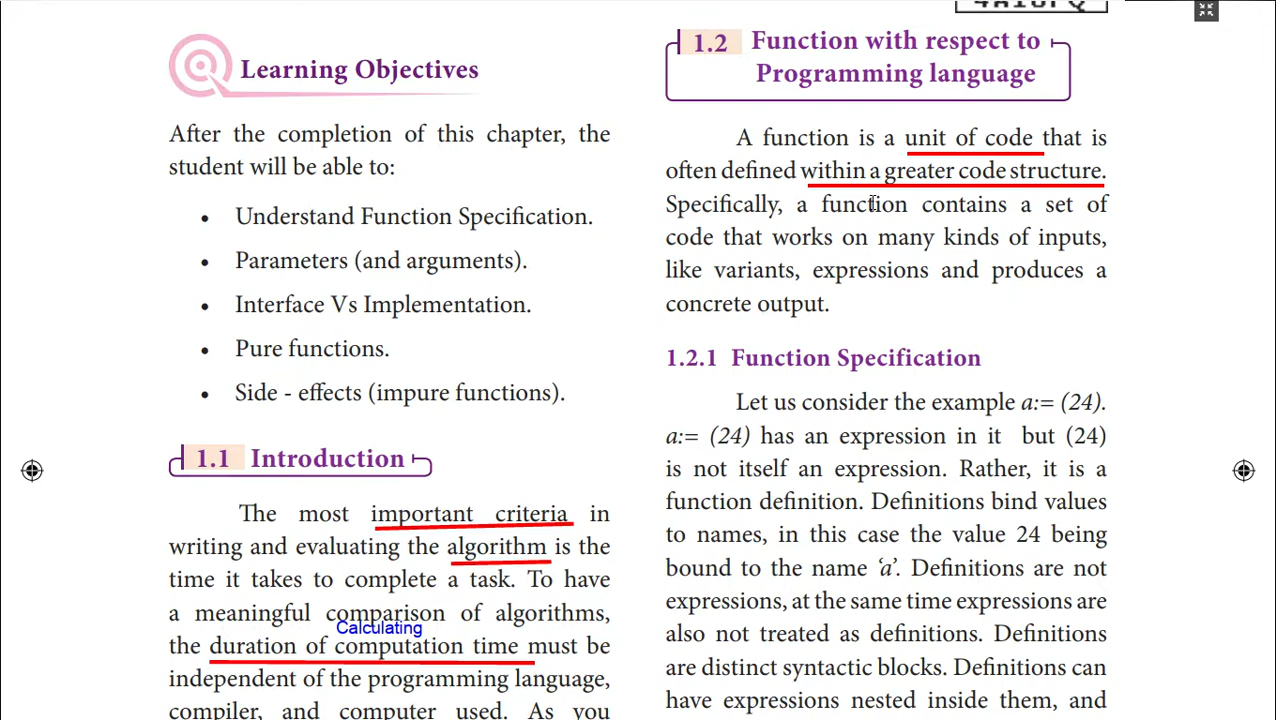 Learning Objectives
After the completion of this chapter, the
student will be able to:
• Understand Function Specification.
• Parameters (and arguments).
• Interface Vs Implementation.
• Pure functions.
• Side - effects (impure functions).
1.1 Introduction
The most important criteria in
writing and evaluating the algorithm is the
time it takes to complete a task. To have
a meaningful comparison of algorithms,
Calculating
the duration of computation time must be
independent of the programming language,
compiler, and computer used. As you
1.2 Function with respect to
Programming language
A function is a unit of code that is
often defined within a greater code structure.
Specifically, a function contains a set of
code that works on many kinds of inputs,
like variants, expressions and produces a
concrete output.
1.2.1 Function Specification
Let us consider the example a:= (24).
a:= (24) has an expression in it but (24)
is not itself an expression. Rather, it is a
function definition. Definitions bind values
to names, in this case the value 24 being
bound to the name ‘a’. Definitions are not
expressions, at the same time expressions are
also not treated as definitions. Definitions
are distinct syntactic blocks. Definitions can
have expressions nested inside them, and